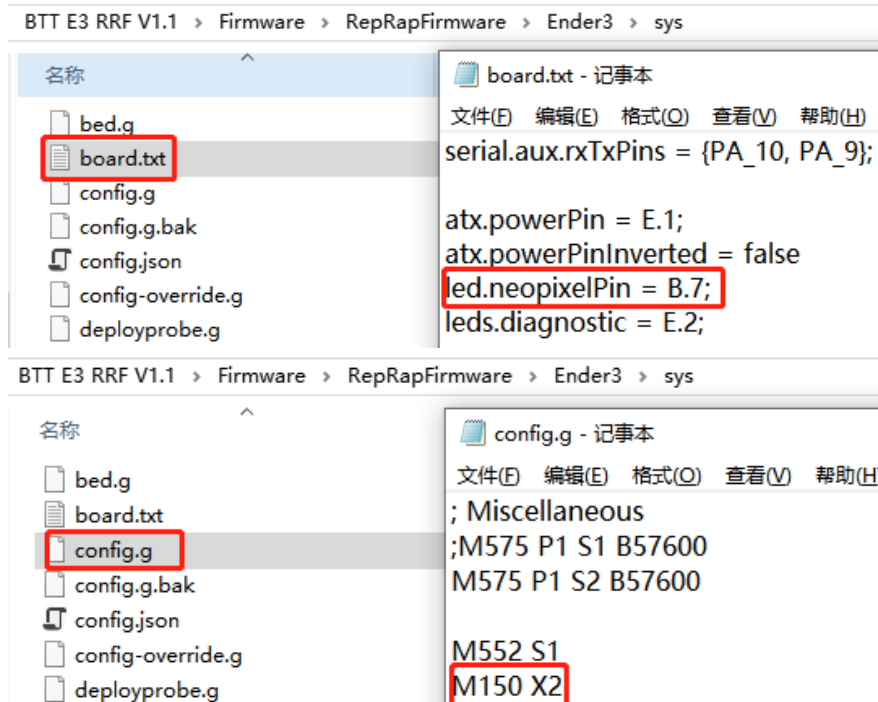 BTT E3 RRF V1.1 > Firmware > RepRapFirmware > Ender3 > sys
名称
bed.g
board.txt
config.g
config.g.bak
config.json
config-override.g
deployprobe.g
board.txt - 记事本
文件(F) 编辑(E) 格式(O) 查看(V) 帮助(H)
serial.aux.rxTxPins = {PA_10, PA_9};
atx.powerPin = E.1;
atx.powerPinInverted = false
led.neopixelPin = B.7;
leds.diagnostic = E.2;
BTT E3 RRF V1.1 > Firmware > RepRapFirmware > Ender3 > sys
名称
bed.g
board.txt
config.g
config.g.bak
config.json
config-override.g
deployprobe.g
config.g - 记事本
文件(F) 编辑(E) 格式(O) 查看(V) 帮助(H
; Miscellaneous
;M575 P1 S1 B57600
M575 P1 S2 B57600
M552 S1
M150 X2